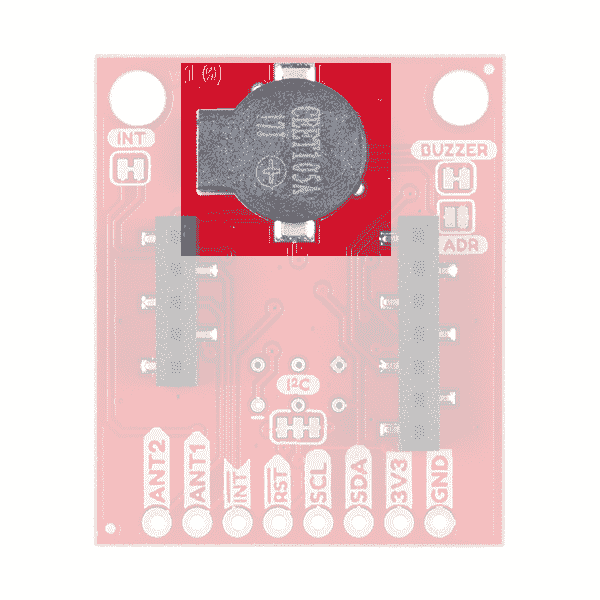 INT
BUZZER
ADR
I²C
ANT2
ANT1
INT
RST
SCL
SDA
3V3
GND